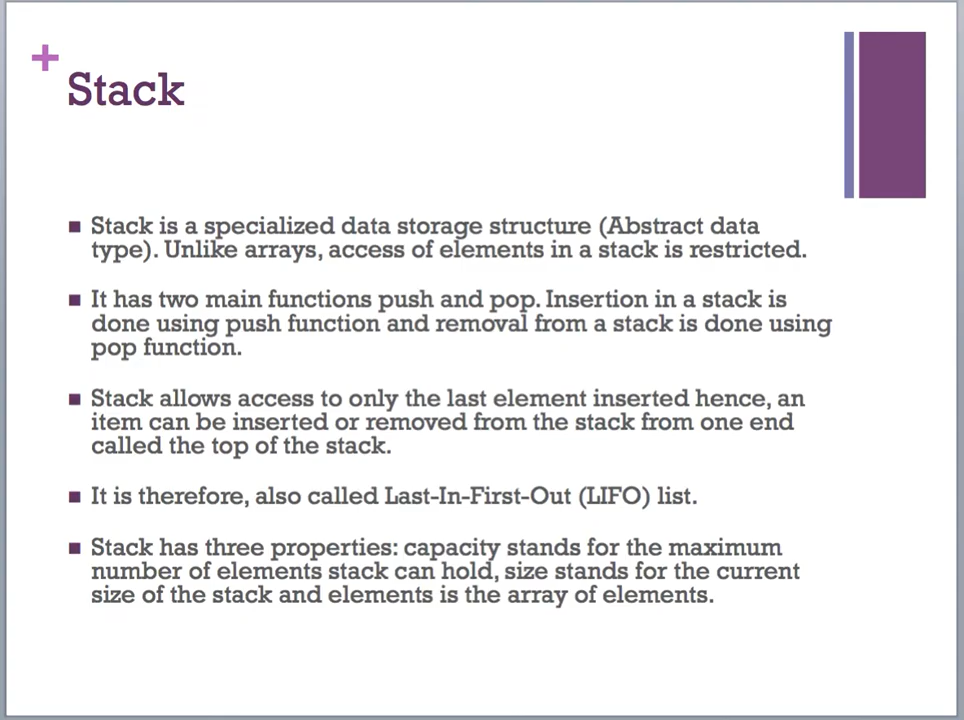 +
Stack
■ Stack is a specialized data storage structure (Abstract data
type). Unlike arrays, access of elements in a stack is restricted.
■ It has two main functions push and pop. Insertion in a stack is
done using push function and removal from a stack is done using
pop function.
■ Stack allows access to only the last element inserted hence, an
item can be inserted or removed from the stack from one end
called the top of the stack.
■ It is therefore, also called Last-In-First-Out (LIFO) list.
■ Stack has three properties: capacity stands for the maximum
number of elements stack can hold, size stands for the current
size of the stack and elements is the array of elements.